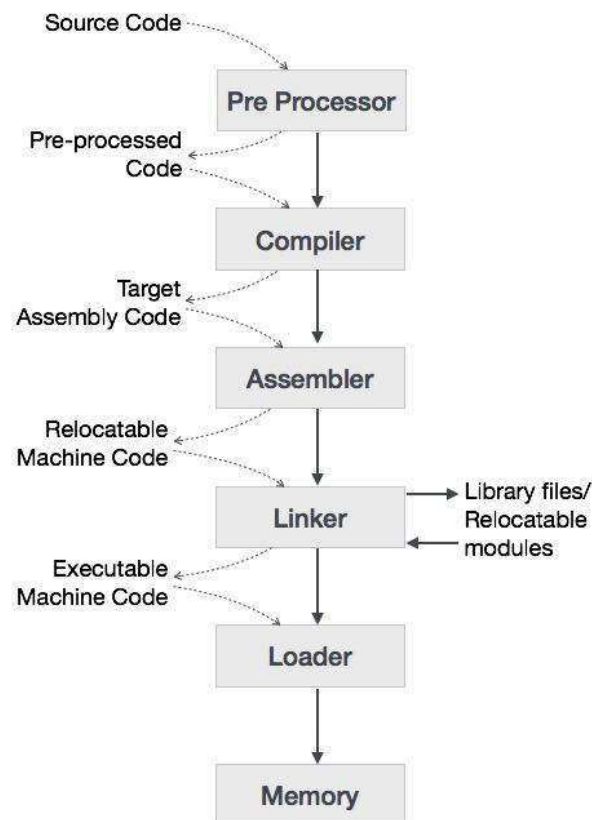 Source Code
Pre Processor
Pre-processed
Code
Compiler
Target
Assembly Code
Assembler
Relocatable
Machine Code
Linker
Library files/
Relocatable
modules
Executable
Machine Code
Loader
Memory